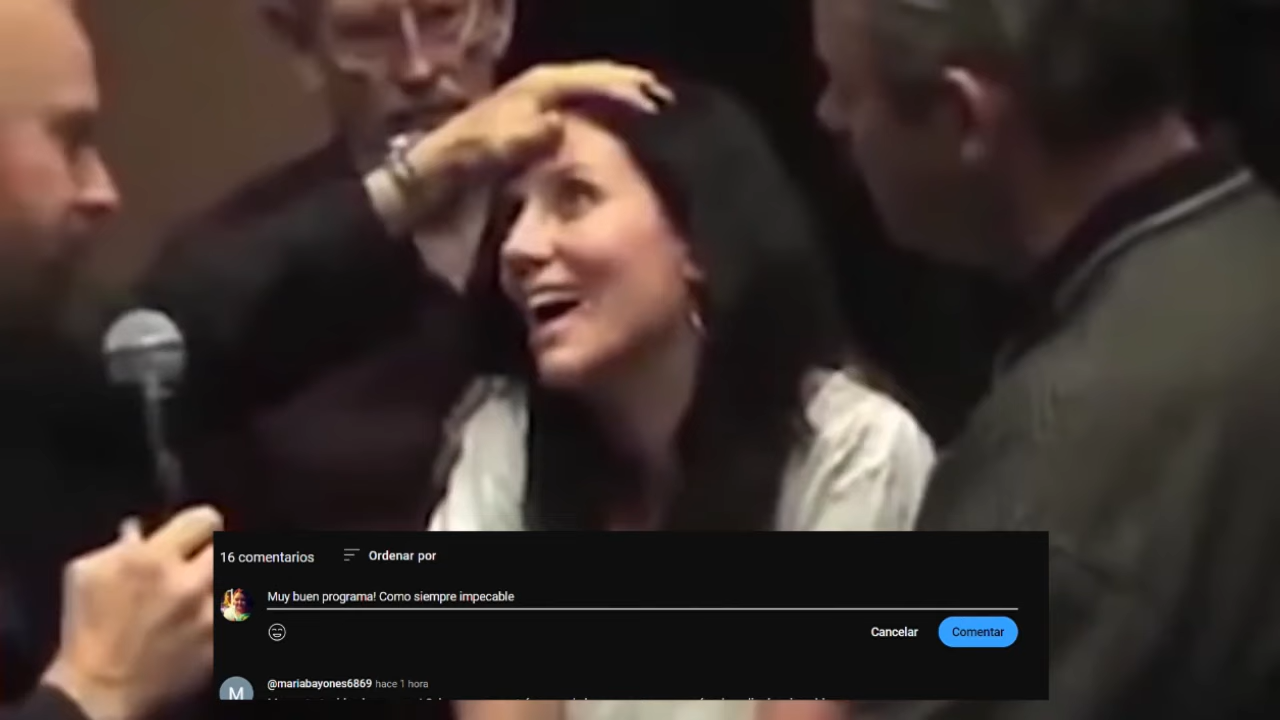 16 comentarios
Ordenar por
Muy buen programa! Como siempre impecable
Cancelar
Comentar
M
@mariabayones6869 hace 1 hora